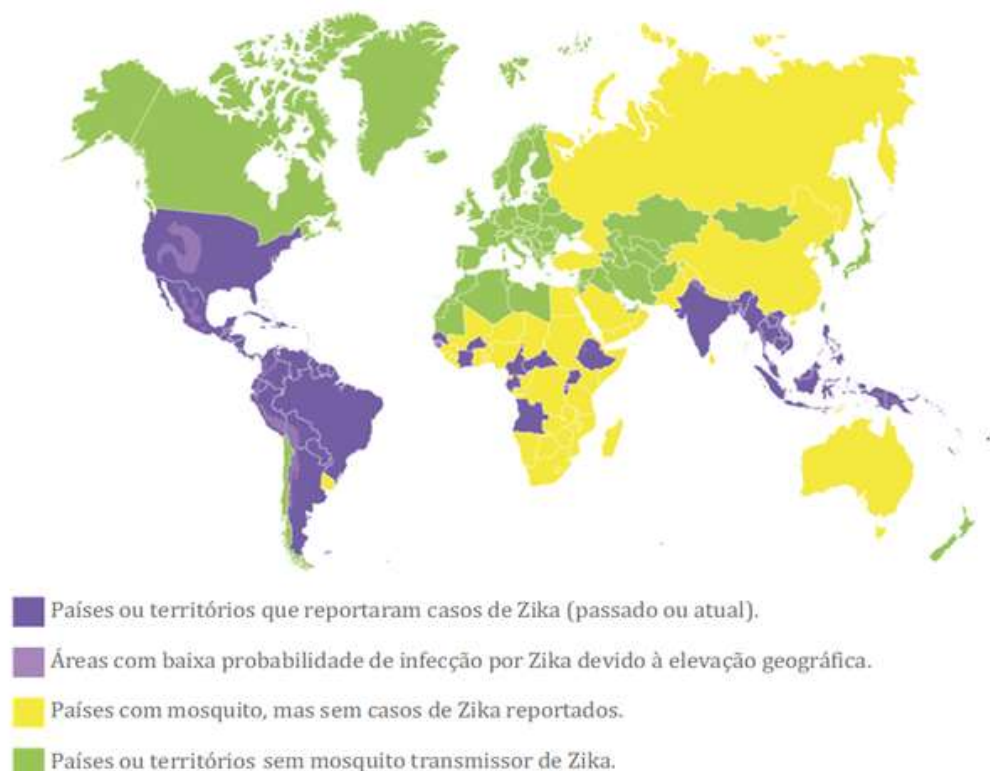 Países ou territórios que reportaram casos de Zika (passado ou atual).
Áreas com baixa probabilidade de infecção por Zika devido à elevação geográfica.
Países com mosquito, mas sem casos de Zika reportados.
Países ou territórios sem mosquito transmissor de Zika.